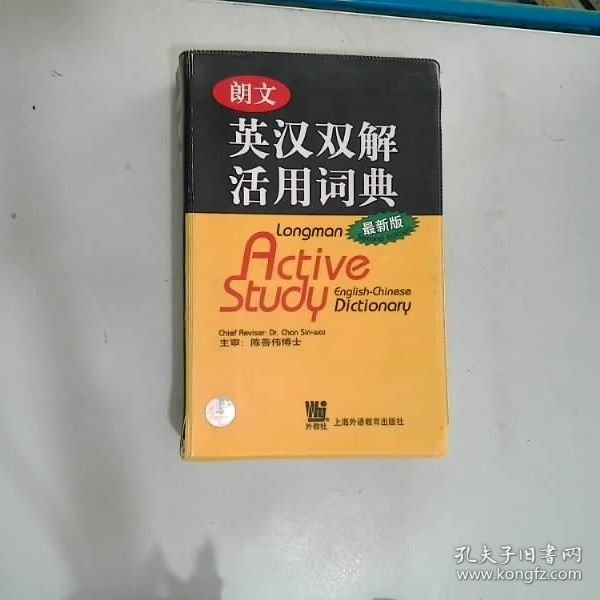 朗文
英汉双解
活用词典
Longman
最新版
Active
Study
English-Chinese
Dictionary
Chief Reviser: Dr. Chan Sin-wai
主审：陈善伟博士
外教社
上海外语教育出版社
孔夫子旧书网
www.kongfz.com